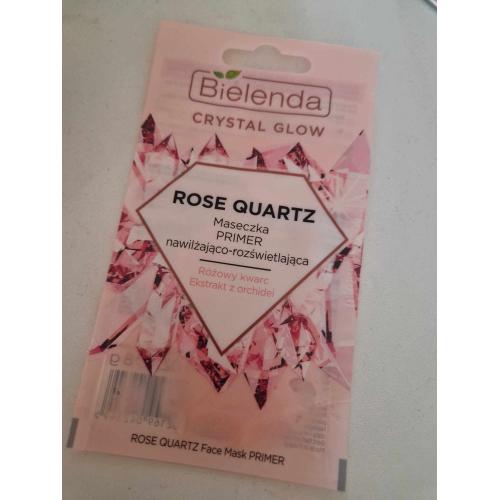 Bielenda
CRYSTAL GLOW
ROSE QUARTZ
Maseczka
PRIMER
nawilżająco-rozświetlająca
Różowy kwarc
Ekstrakt z orchidei
ROSE QUARTZ Face Mask PRIMER